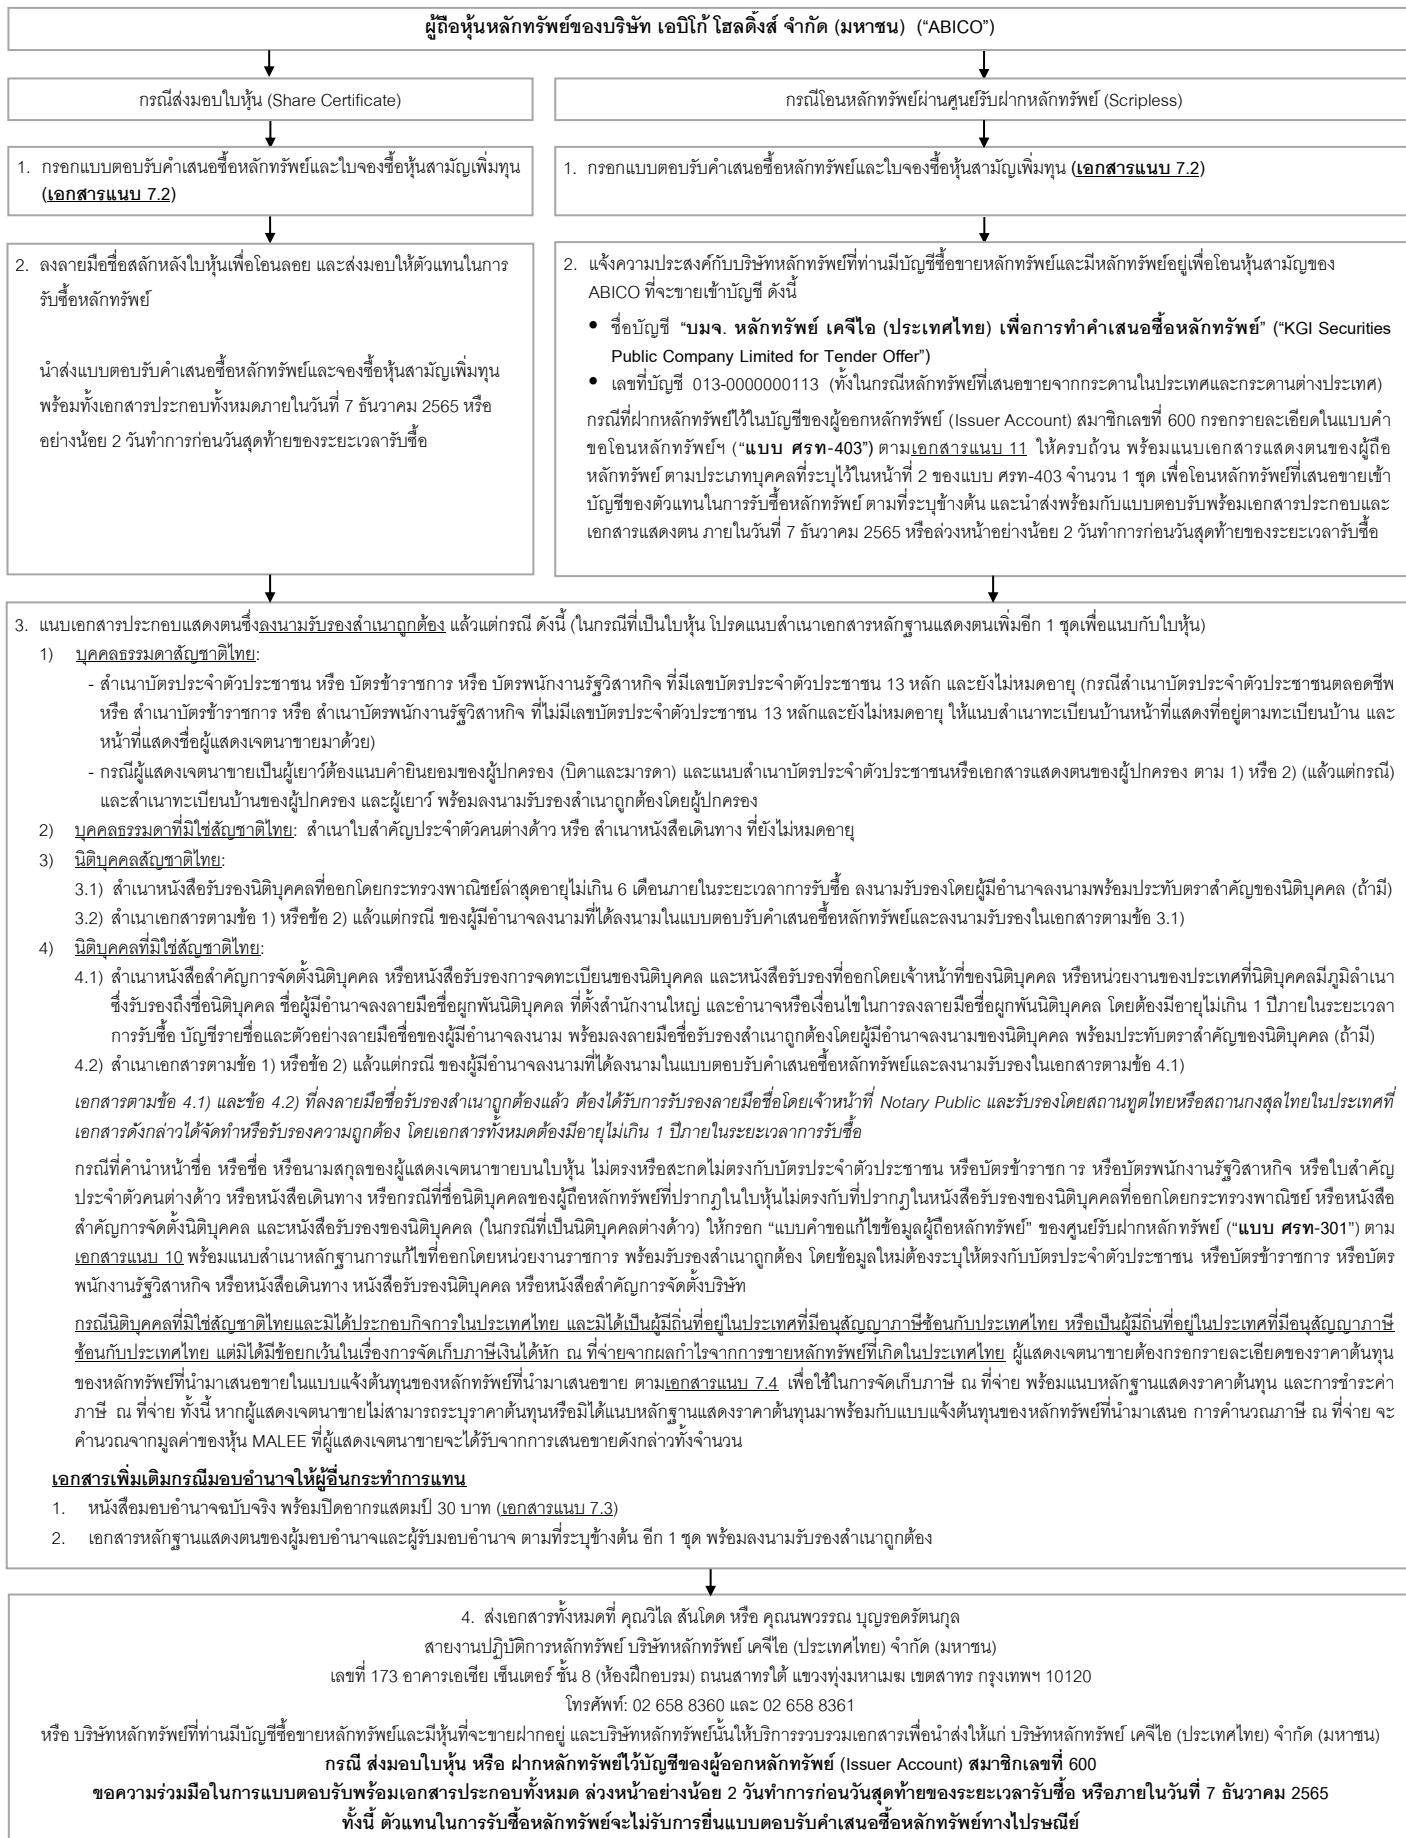 ผู้ถือหุ้นหลักทรัพย์ของบริษัท เอบิโก้ โฮลดิ้งส์ จำกัด (มหาชน) ("ABICO")
กรณีส่งมอบใบหุ้น (Share Certificate)
1. กรอกแบบตอบรับคำเสนอซื้อหลักทรัพย์และใบจองซื้อหุ้นสามัญเพิ่มทุน
(เอกสารแนบ 7.2)
2. ลงลายมือชื่อสลักหลังใบหุ้นเพื่อโอนลอย และส่งมอบให้ตัวแทนในการ
รับซื้อหลักทรัพย์
นำส่งแบบตอบรับคำเสนอซื้อหลักทรัพย์และจองซื้อหุ้นสามัญเพิ่มทุน
พร้อมทั้งเอกสารประกอบทั้งหมดภายในวันที่ 7 ธันวาคม 2565 หรือ
อย่างน้อย 2 วันทำการก่อนวันสุดท้ายของระยะเวลารับซื้อ
กรณีโอนหลักทรัพย์ผ่านศูนย์รับฝากหลักทรัพย์ (Scripless)
1. กรอกแบบตอบรับคำเสนอซื้อหลักทรัพย์และใบจองซื้อหุ้นสามัญเพิ่มทุน (เอกสารแนบ 7.2)
2. แจ้งความประสงค์กับบริษัทหลักทรัพย์ที่ท่านมีบัญชีซื้อขายหลักทรัพย์และมีหลักทรัพย์อยู่เพื่อโอนหุ้นสามัญของ
ABICO ที่จะขายเข้าบัญชี ดังนี้
• ชื่อบัญชี "บมจ. หลักทรัพย์ เคจีไอ (ประเทศไทย) เพื่อการทำคำเสนอซื้อหลักทรัพย์" ("KGI Securities
Public Company Limited for Tender Offer")
• เลขที่บัญชี 013-0000000113 (ทั้งในกรณีหลักทรัพย์ที่เสนอขายจากกระดานในประเทศและกระดานต่างประเทศ)
กรณีที่ฝากหลักทรัพย์ไว้ในบัญชีของผู้ออกหลักทรัพย์ (Issuer Account) สมาชิกเลขที่ 600 กรอกรายละเอียดในแบบคำ
ขอโอนหลักทรัพย์ฯ ("แบบ ศรท-403") ตามเอกสารแนบ 11 ให้ครบถ้วน พร้อมแนบเอกสารแสดงตนของผู้ถือ
หลักทรัพย์ ตามประเภทบุคคลที่ระบุไว้ในหน้าที่ 2 ของแบบ ศรท-403 จำนวน 1 ชุด เพื่อโอนหลักทรัพย์ที่เสนอขายเข้า
บัญชีของตัวแทนในการรับซื้อหลักทรัพย์ ตามที่ระบุข้างต้น และนำส่งพร้อมกับแบบตอบรับพร้อมเอกสารประกอบและ
เอกสารแสดงตน ภายในวันที่ 7 ธันวาคม 2565 หรือล่วงหน้าอย่างน้อย 2 วันทำการก่อนวันสุดท้ายของระยะเวลารับซื้อ
3. แนบเอกสารประกอบแสดงตนซึ่งลงนามรับรองสำเนาถูกต้อง แล้วแต่กรณี ดังนี้ (ในกรณีที่เป็นใบหุ้น โปรดแนบสำเนาเอกสารหลักฐานแสดงตนเพิ่มอีก 1 ชุดเพื่อแนบกับใบหุ้น)
1) บุคคลธรรมดาสัญชาติไทย:
- สำเนาบัตรประจำตัวประชาชน หรือ บัตรข้าราชการ หรือ บัตรพนักงานรัฐวิสาหกิจ ที่มีเลขบัตรประจำตัวประชาชน 13 หลัก และยังไม่หมดอายุ (กรณีสำเนาบัตรประจำตัวประชาชนตลอดชีพ
หรือ สำเนาบัตรข้าราชการ หรือ สำเนาบัตรพนักงานรัฐวิสาหกิจ ที่ไม่มีเลขบัตรประจำตัวประชาชน 13 หลักและยังไม่หมดอายุ ให้แนบสำเนาทะเบียนบ้านหน้าที่แสดงที่อยู่ตามทะเบียนบ้าน และ
หน้าที่แสดงชื่อผู้แสดงเจตนาขายมาด้วย)
- กรณีผู้แสดงเจตนาขายเป็นผู้เยาว์ต้องแนบคำยินยอมของผู้ปกครอง (บิดาและมารดา) และแนบสำเนาบัตรประจำตัวประชาชนหรือเอกสารแสดงตนของผู้ปกครอง ตาม 1) หรือ 2) (แล้วแต่กรณี)
และสำเนาทะเบียนบ้านของผู้ปกครอง และผู้เยาว์ พร้อมลงนามรับรองสำเนาถูกต้องโดยผู้ปกครอง
2) บุคคลธรรมดาที่มิใช่สัญชาติไทย: สำเนาใบสำคัญประจำตัวคนต่างด้าว หรือ สำเนาหนังสือเดินทาง ที่ยังไม่หมดอายุ
3) นิติบุคคลสัญชาติไทย:
3.1) สำเนาหนังสือรับรองนิติบุคคลที่ออกโดยกระทรวงพาณิชย์ล่าสุดอายุไม่เกิน 6 เดือนภายในระยะเวลาการรับซื้อ ลงนามรับรองโดยผู้มีอำนาจลงนามพร้อมประทับตราสำคัญของนิติบุคคล (ถ้ามี)
3.2) สำเนาเอกสารตามข้อ 1) หรือข้อ 2) แล้วแต่กรณี ของผู้มีอำนาจลงนามที่ได้ลงนามในแบบตอบรับคำเสนอซื้อหลักทรัพย์และลงนามรับรองในเอกสารตามข้อ 3.1)
4) นิติบุคคลที่มิใช่สัญชาติไทย:
4.1) สำเนาหนังสือสำคัญการจัดตั้งนิติบุคคล หรือหนังสือรับรองการจดทะเบียนของนิติบุคคล และหนังสือรับรองที่ออกโดยเจ้าหน้าที่ของนิติบุคคล หรือหน่วยงานของประเทศที่นิติบุคคลมีภูมิลำเนา
ซึ่งรับรองถึงชื่อนิติบุคคล ชื่อผู้มีอำนาจลงลายมือชื่อผูกพันนิติบุคคล ที่ตั้งสำนักงานใหญ่ และอำนาจหรือเงื่อนไขในการลงลายมือชื่อผูกพันนิติบุคคล โดยต้องมีอายุไม่เกิน 1 ปีภายในระยะเวลา
การรับซื้อ บัญชีรายชื่อและตัวอย่างลายมือชื่อของผู้มีอำนาจลงนาม พร้อมลงลายมือชื่อรับรองสำเนาถูกต้องโดยผู้มีอำนาจลงนามของนิติบุคคล พร้อมประทับตราสำคัญของนิติบุคคล (ถ้ามี)
4.2) สำเนาเอกสารตามข้อ 1) หรือข้อ 2) แล้วแต่กรณี ของผู้มีอำนาจลงนามที่ได้ลงนามในแบบตอบรับคำเสนอซื้อหลักทรัพย์และลงนามรับรองในเอกสารตามข้อ 4.1)
เอกสารตามข้อ 4.1) และข้อ 4.2) ที่ลงลายมือชื่อรับรองสำเนาถูกต้องแล้ว ต้องได้รับการรับรองลายมือชื่อโดยเจ้าหน้าที่ Notary Public และรับรองโดยสถานทูตไทยหรือสถานกงสุลไทยในประเทศที่
เอกสารดังกล่าวได้จัดทำหรือรับรองความถูกต้อง โดยเอกสารทั้งหมดต้องมีอายุไม่เกิน 1 ปีภายในระยะเวลาการรับซื้อ
กรณีที่คำนำหน้าชื่อ หรือชื่อ หรือนามสกุลของผู้แสดงเจตนาขายบนใบหุ้น ไม่ตรงหรือสะกดไม่ตรงกับบัตรประจำตัวประชาชน หรือบัตรข้าราชการ หรือบัตรพนักงานรัฐวิสาหกิจ หรือใบสำคัญ
ประจำตัวคนต่างด้าว หรือหนังสือเดินทาง หรือกรณีที่ชื่อนิติบุคคลของผู้ถือหลักทรัพย์ที่ปรากฏในใบหุ้นไม่ตรงกับที่ปรากฏในหนังสือรับรองของนิติบุคคลที่ออกโดยกระทรวงพาณิชย์ หรือหนังสือ
สำคัญการจัดตั้งนิติบุคคล และหนังสือรับรองของนิติบุคคล (ในกรณีที่เป็นนิติบุคคลต่างด้าว) ให้กรอก "แบบคำขอแก้ไขข้อมูลผู้ถือหลักทรัพย์" ของศูนย์รับฝากหลักทรัพย์ ("แบบ ศรท-301") ตาม
เอกสารแนบ 10 พร้อมแนบสำเนาหลักฐานการแก้ไขที่ออกโดยหน่วยงานราชการ พร้อมรับรองสำเนาถูกต้อง โดยข้อมูลใหม่ต้องระบุให้ตรงกับบัตรประจำตัวประชาชน หรือบัตรข้าราชการ หรือบัตร
พนักงานรัฐวิสาหกิจ หรือหนังสือเดินทาง หนังสือรับรองนิติบุคคล หรือหนังสือสำคัญการจัดตั้งบริษัท
กรณีนิติบุคคลที่มิใช่สัญชาติไทยและมิได้ประกอบกิจการในประเทศไทย และมิได้เป็นผู้มีถิ่นที่อยู่ในประเทศที่มีอนุสัญญาภาษีซ้อนกับประเทศไทย หรือเป็นผู้มีถิ่นที่อยู่ในประเทศที่มีอนุสัญญาภาษี
ซ้อนกับประเทศไทย แต่มิได้มีข้อยกเว้นในเรื่องการจัดเก็บภาษีเงินได้หัก ณ ที่จ่ายจากผลกำไรจากการขายหลักทรัพย์ที่เกิดในประเทศไทย ผู้แสดงเจตนาขายต้องกรอกรายละเอียดของราคาต้นทุน
ของหลักทรัพย์ที่นำมาเสนอขายในแบบแจ้งต้นทุนของหลักทรัพย์ที่นำมาเสนอขาย ตามเอกสารแนบ 7.4 เพื่อใช้ในการจัดเก็บภาษี ณ ที่จ่าย พร้อมแนบหลักฐานแสดงราคาต้นทุน และการชำระค่า
ภาษี ณ ที่จ่าย ทั้งนี้ หากผู้แสดงเจตนาขายไม่สามารถระบุราคาต้นทุนหรือมิได้แนบหลักฐานแสดงราคาต้นทุนมาพร้อมกับแบบแจ้งต้นทุนของหลักทรัพย์ที่นำมาเสนอ การคำนวณภาษี ณ ที่จ่าย จะ
คำนวณจากมูลค่าของหุ้น MALEE ที่ผู้แสดงเจตนาขายจะได้รับจากการเสนอขายดังกล่าวทั้งจำนวน
เอกสารเพิ่มเติมกรณีมอบอำนาจให้ผู้อื่นกระทำการแทน
1. หนังสือมอบอำนาจฉบับจริง พร้อมปิดอากรแสตมป์ 30 บาท (เอกสารแนบ 7.3)
2. เอกสารหลักฐานแสดงตนของผู้มอบอำนาจและผู้รับมอบอำนาจ ตามที่ระบุข้างต้น อีก 1 ชุด พร้อมลงนามรับรองสำเนาถูกต้อง
4. ส่งเอกสารทั้งหมดที่ คุณวิไล สันโดด หรือ คุณนพวรรณ บุญรอดรัตนกุล
สายงานปฏิบัติการหลักทรัพย์ บริษัทหลักทรัพย์ เคจีไอ (ประเทศไทย) จำกัด (มหาชน)
เลขที่ 173 อาคารเอเชีย เซ็นเตอร์ ชั้น 8 (ห้องฝึกอบรม) ถนนสาทรใต้ แขวงทุ่งมหาเมฆ เขตสาทร กรุงเทพฯ 10120
โทรศัพท์: 02 658 8360 และ 02 658 8361
หรือ บริษัทหลักทรัพย์ที่ท่านมีบัญชีซื้อขายหลักทรัพย์และมีหุ้นที่จะขายฝากอยู่ และบริษัทหลักทรัพย์นั้นให้บริการรวบรวมเอกสารเพื่อนำส่งให้แก่ บริษัทหลักทรัพย์ เคจีไอ (ประเทศไทย) จำกัด (มหาชน)
กรณี ส่งมอบใบหุ้น หรือ ฝากหลักทรัพย์ไว้บัญชีของผู้ออกหลักทรัพย์ (Issuer Account) สมาชิกเลขที่ 600
ขอความร่วมมือในการแบบตอบรับพร้อมเอกสารประกอบทั้งหมด ล่วงหน้าอย่างน้อย 2 วันทำการก่อนวันสุดท้ายของระยะเวลารับซื้อ หรือภายในวันที่ 7 ธันวาคม 2565
ทั้งนี้ ตัวแทนในการรับซื้อหลักทรัพย์จะไม่รับการยื่นแบบตอบรับคำเสนอซื้อหลักทรัพย์ทางไปรษณีย์